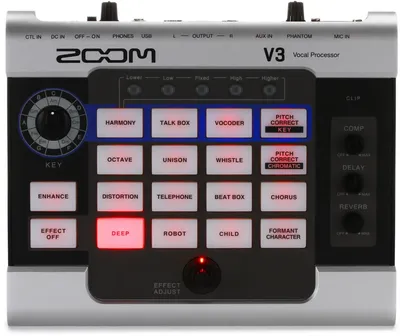 CTL IN DC IN OFF – ON PHONES USB L – OUTPUT – R AUX IN PHANTOM MIC IN
ZOOM V3 Vocal Processor
Lower Low Fixed High Higher
CLIP
HARMONY TALK BOX VOCODER PITCH CORRECT KEY
COMP
KEY
OCTAVE UNISON WHISTLE PITCH CORRECT CHROMATIC
DELAY
ENHANCE DISTORTION TELEPHONE BEAT BOX CHORUS
REVERB
EFFECT OFF DEEP ROBOT CHILD FORMANT CHARACTER
EFFECT
ADJUST